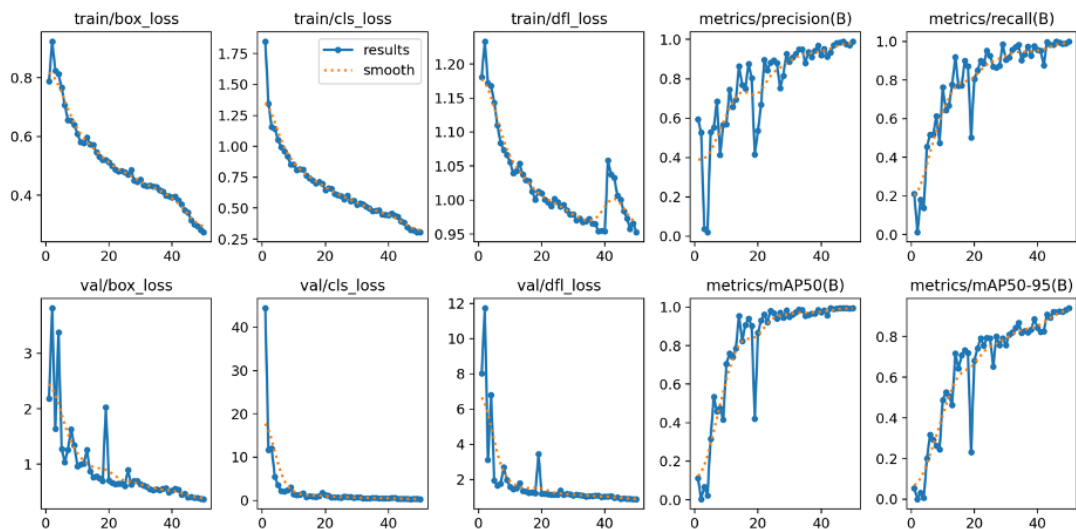 train/box_loss
train/cls_loss
train/dfl_loss
metrics/precision(B)
metrics/recall(B)
results
smooth
0.8
0.6
0.4
0 20 40
1.75
1.50
1.25
1.00
0.75
0.50
0.25
0 20 40
1.20
1.15
1.10
1.05
1.00
0.95
0 20 40
1.0
0.8
0.6
0.4
0.2
0.0
0 20 40
1.0
0.8
0.6
0.4
0.2
0.0
0 20 40
val/box_loss
val/cls_loss
val/dfl_loss
metrics/mAP50(B)
metrics/mAP50-95(B)
3
2
1
0 20 40
40
30
20
10
0
0 20 40
12
10
8
6
4
2
0 20 40
1.0
0.8
0.6
0.4
0.2
0.0
0 20 40
0.8
0.6
0.4
0.2
0.0
0 20 40